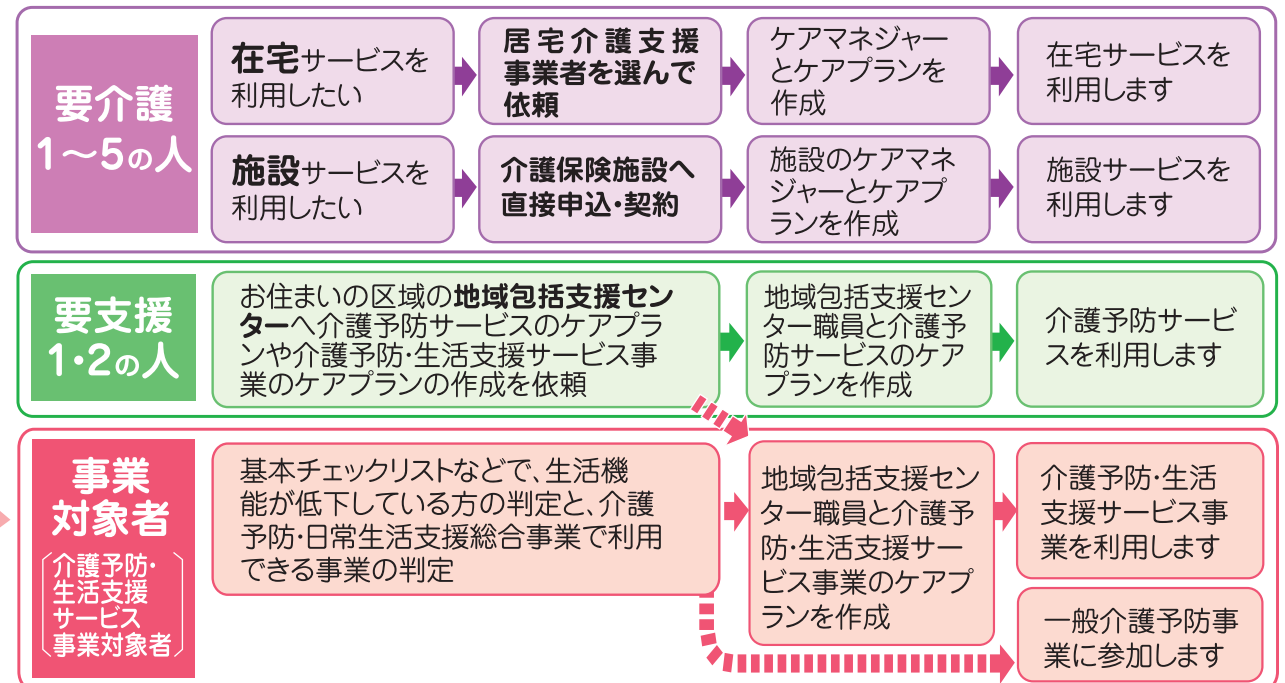 要介護
1〜5の人
在宅サービスを
利用したい
居宅介護支援
事業者を選んで
依頼
ケアマネジャー
とケアプランを
作成
在宅サービスを
利用します
施設サービスを
利用したい
介護保険施設へ
直接申込・契約
施設のケアマネ
ジャーとケアプ
ランを作成
施設サービスを
利用します
要支援
1・2の人
お住まいの区域の地域包括支援セン
ターへ介護予防サービスのケアプラ
ンや介護予防・生活支援サービス事
業のケアプランの作成を依頼
地域包括支援セン
ター職員と介護予
防サービスのケア
プランを作成
介護予防サービ
スを利用します
事業
対象者
介護予防・
生活支援
サービス
事業対象者
基本チェックリストなどで、生活機
能が低下している方の判定と、介護
予防・日常生活支援総合事業で利用
できる事業の判定
地域包括支援セン
ター職員と介護予
防・生活支援サー
ビス事業のケアプ
ランを作成
介護予防・生活
支援サービス事
業を利用します
一般介護予防事
業に参加します